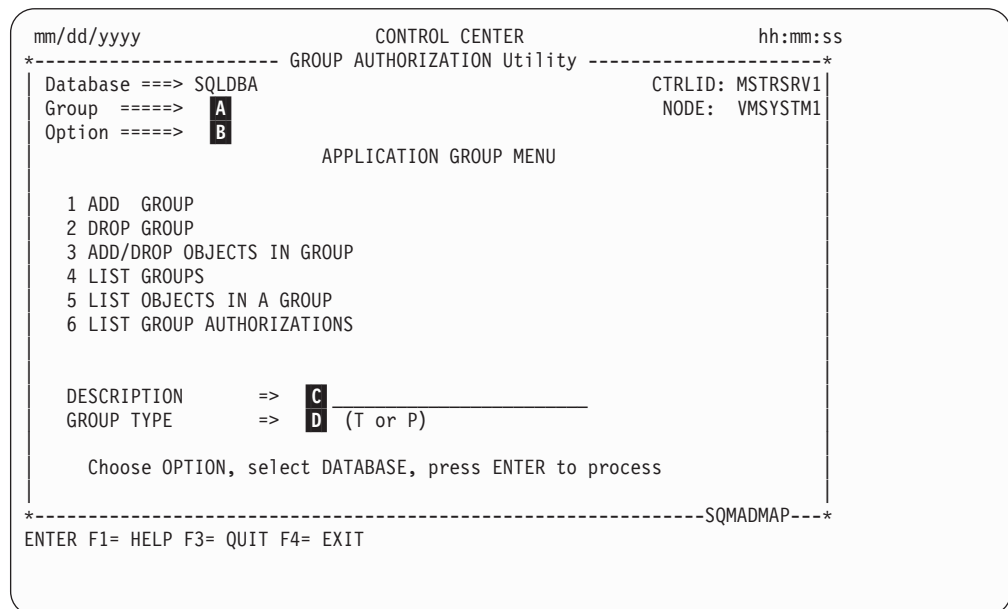 mm/dd/yyyy CONTROL CENTER hh:mm:ss
*----------------------- GROUP AUTHORIZATION Utility ----------------------*
| Database ===> SQLDBA CTRLID: MSTRSRV1|
| Group =====> A NODE: VMSYSTM1|
| Option =====> B |
| APPLICATION GROUP MENU |
| 1 ADD GROUP |
| 2 DROP GROUP |
| 3 ADD/DROP OBJECTS IN GROUP |
| 4 LIST GROUPS |
| 5 LIST OBJECTS IN A GROUP |
| 6 LIST GROUP AUTHORIZATIONS |
| DESCRIPTION => C ________________________ |
| GROUP TYPE => D (T or P) |
| Choose OPTION, select DATABASE, press ENTER to process |
*---------------------------------------------------------------SQMADMAP---*
ENTER F1= HELP F3= QUIT F4= EXIT